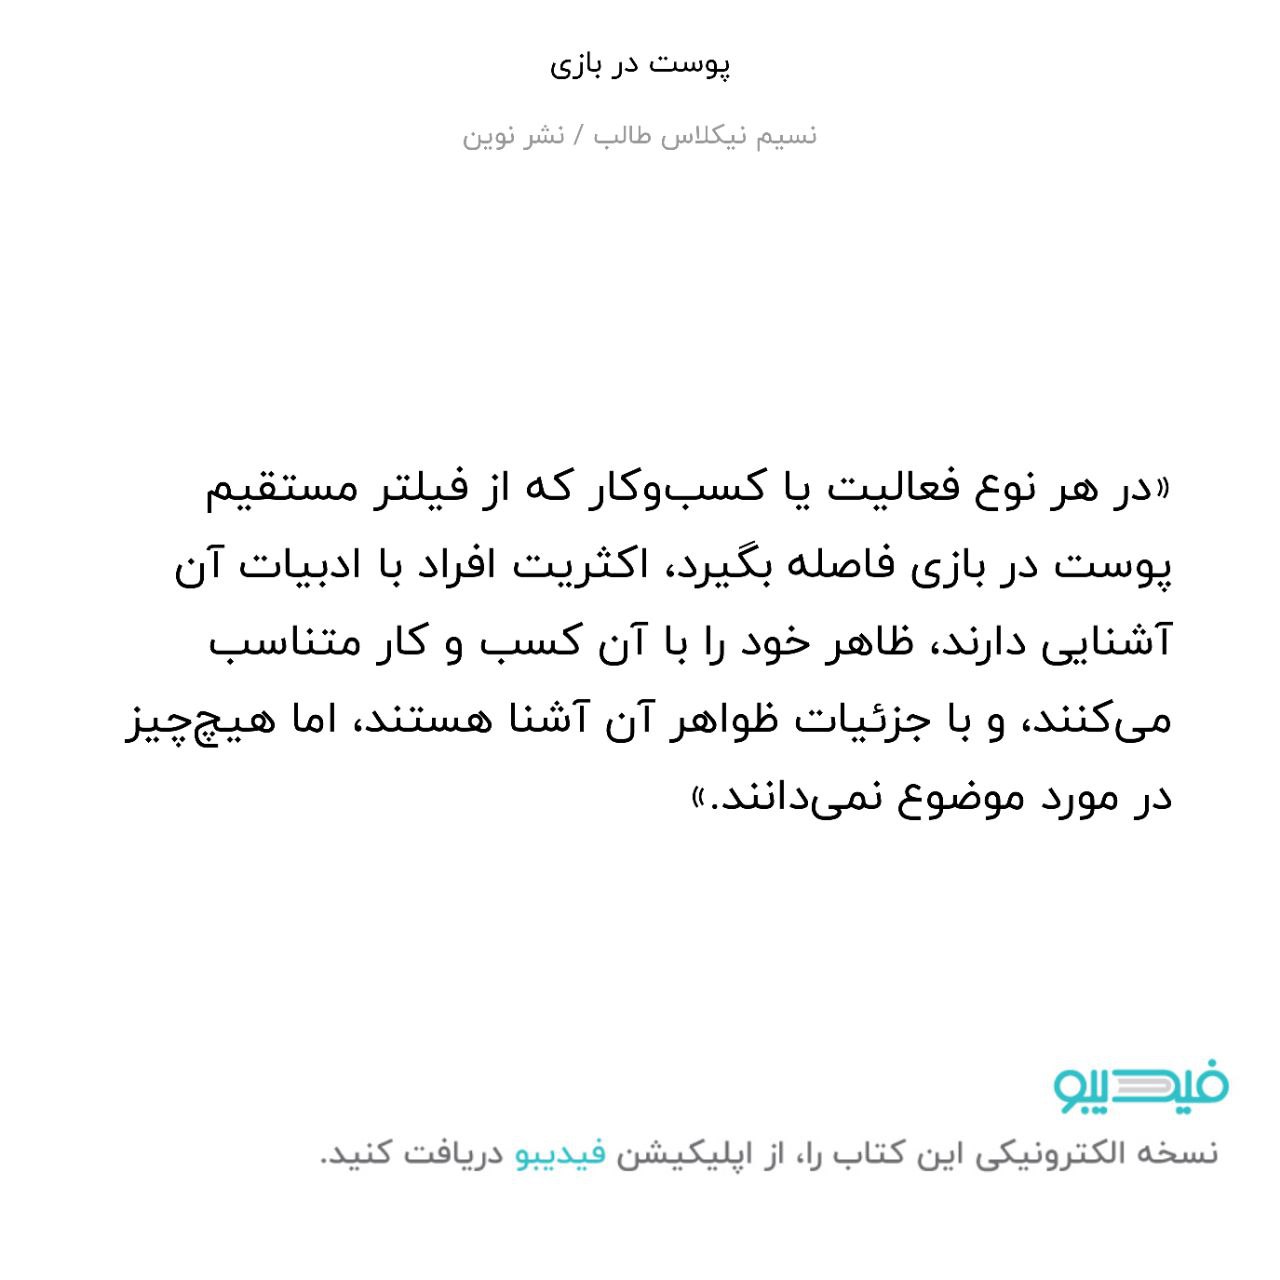 پوست در بازی
نسیم نیکلاس طالب / نشر نوین
«در هر نوع فعالیت یا کسب‌وکار که از فیلتر مستقیم
پوست در بازی فاصله بگیرد، اکثریت افراد با ادبیات آن
آشنایی دارند، ظاهر خود را با آن کسب و کار متناسب
می‌کنند، و با جزئیات ظواهر آن آشنا هستند، اما هیچ‌چیز
در مورد موضوع نمی‌دانند.»
فیدیبو
نسخه الکترونیکی این کتاب را، از اپلیکیشن فیدیبو دریافت کنید.